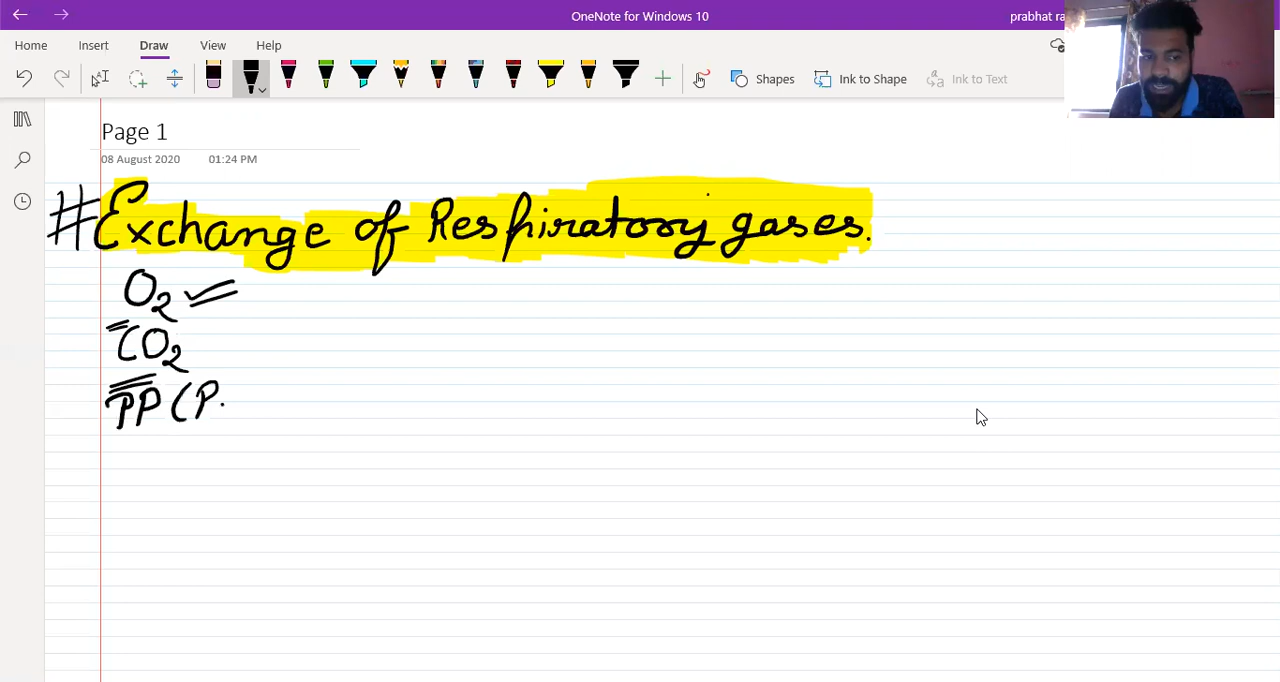 OneNote for Windows 10
prabhat ra
Home Insert Draw View Help
Shapes Ink to Shape Ink to Text
Page 1
08 August 2020 01:24 PM
#Exchange of Respiratory gases.
O2
CO2
PP (P.